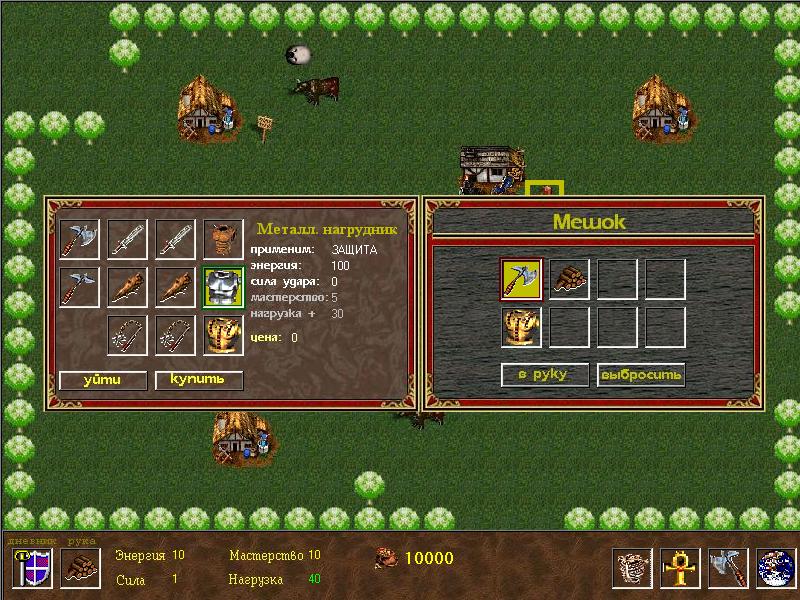 Металл. нагрудник
применим: ЗАЩИТА
энергия: 100
сила удара: 0
мастерство: 5
нагрузка + 30
цена: 0
уйти
купить
Мешок
в руку
выбросить
дневник
рука
Энергия 10
Мастерство 10
Сила 1
Нагрузка 40
10000